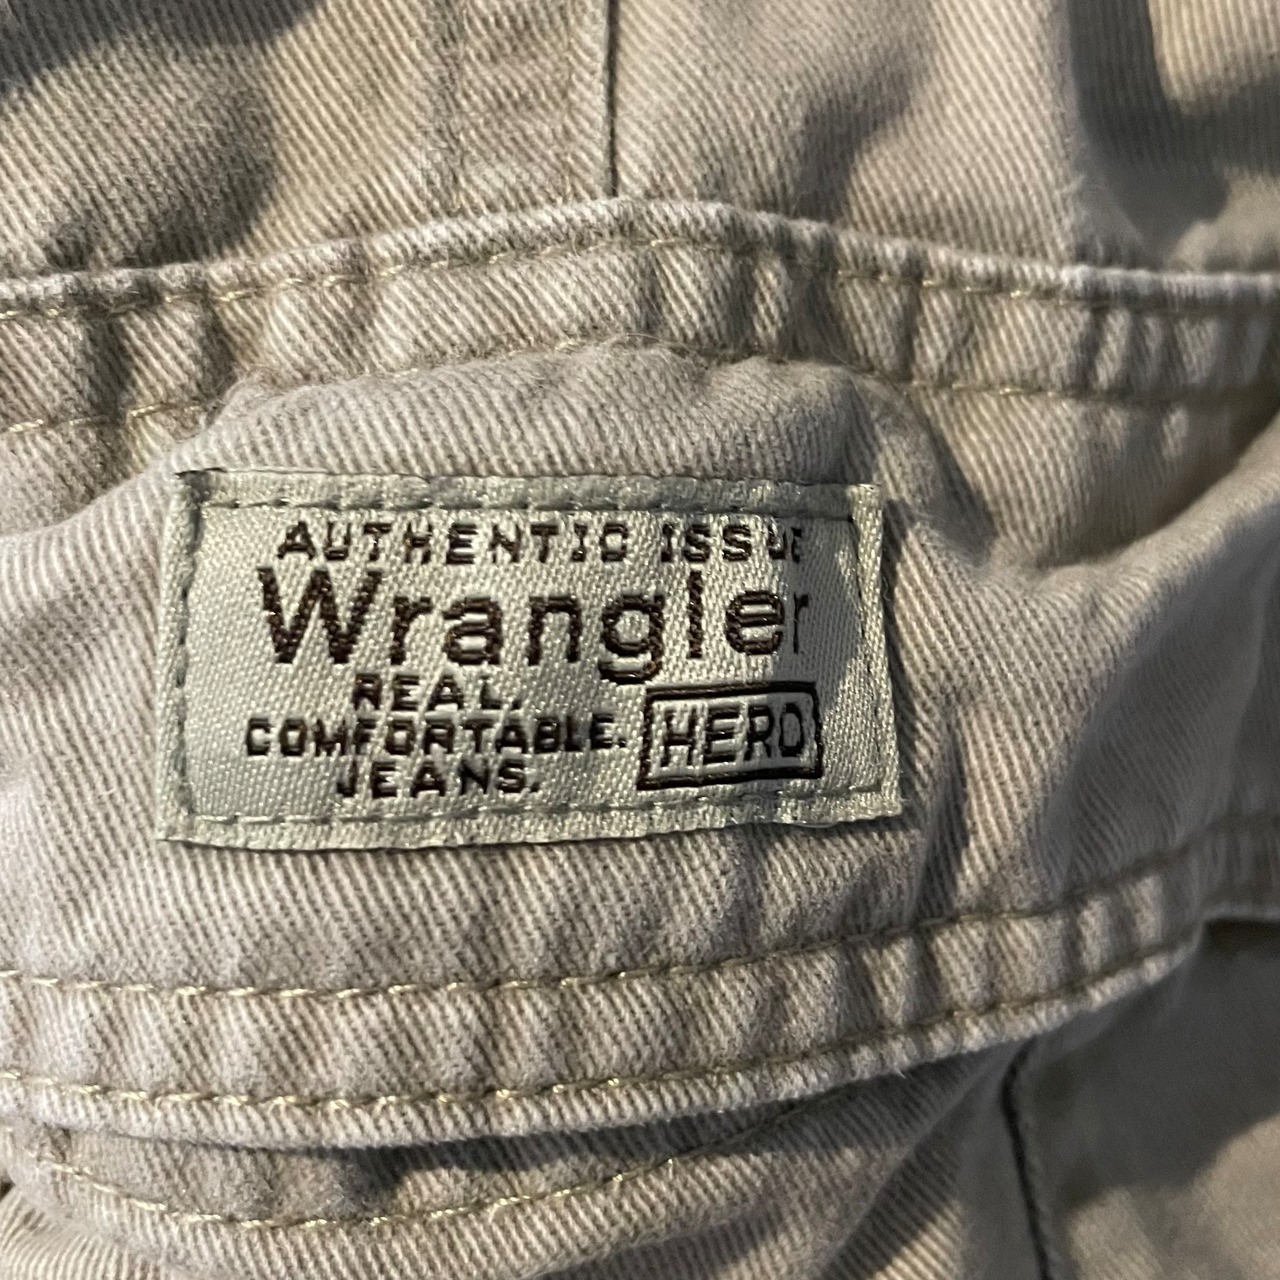 AUTHENTIC ISSUE
Wrangler
REAL.
COMFORTABLE.
JEANS.
HERO